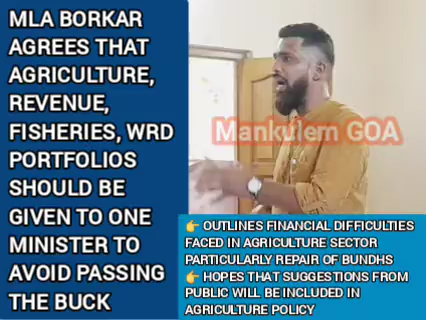 MLA BORKAR
AGREES THAT
AGRICULTURE,
REVENUE,
FISHERIES, WRD
PORTFOLIOS
SHOULD BE
GIVEN TO ONE
MINISTER TO
AVOID PASSING
THE BUCK
Mankulem GOA
👉 OUTLINES FINANCIAL DIFFICULTIES
FACED IN AGRICULTURE SECTOR
PARTICULARLY REPAIR OF BUNDHS
👉 HOPES THAT SUGGESTIONS FROM
PUBLIC WILL BE INCLUDED IN
AGRICULTURE POLICY